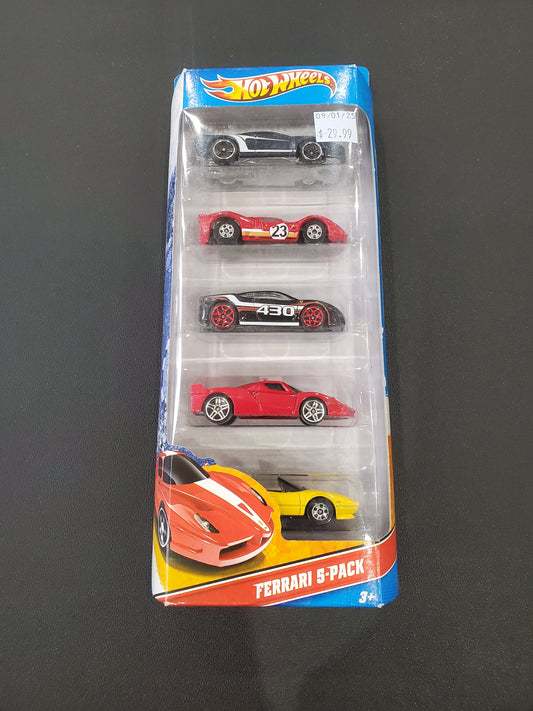 HOT WHEELS
09/01/25
$-29.99
23
430
FERRARI 5-PACK
3+